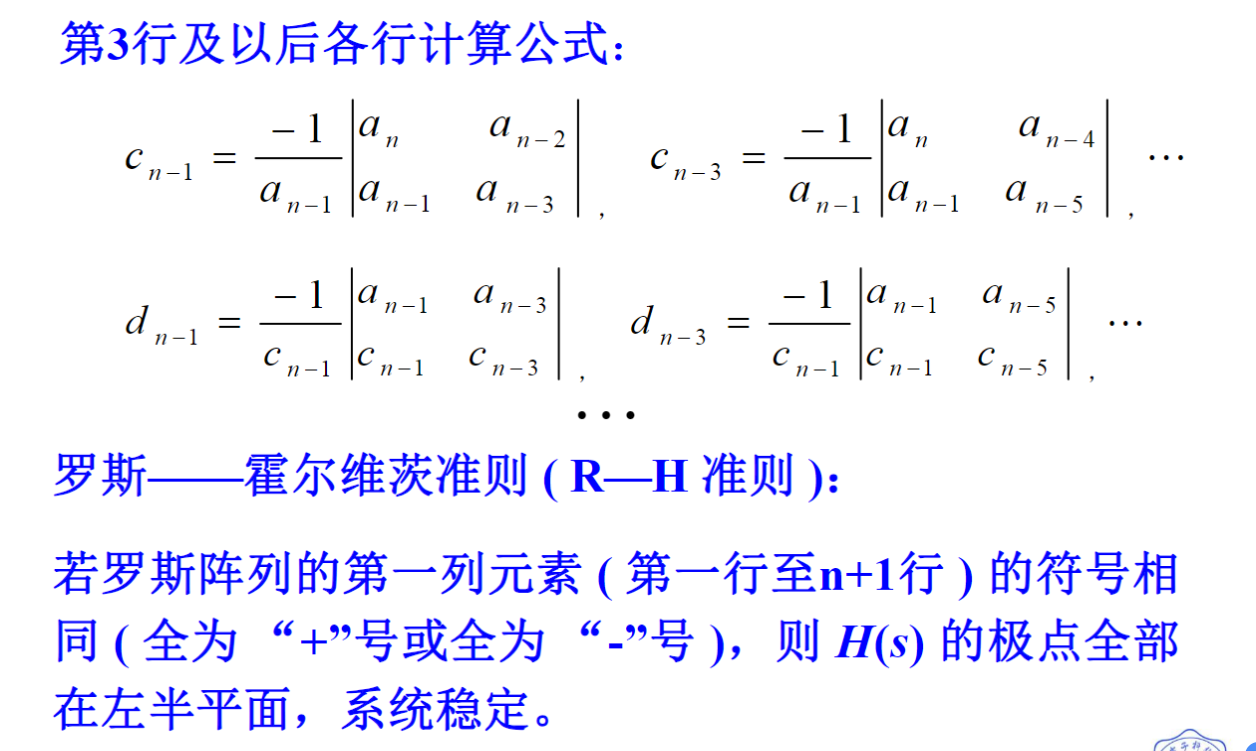 第3行及以后各行计算公式:
c_{n-1} = \frac{-1}{a_{n-1}} \begin{vmatrix} a_n & a_{n-2} \\ a_{n-1} & a_{n-3} \end{vmatrix}, c_{n-3} = \frac{-1}{a_{n-1}} \begin{vmatrix} a_n & a_{n-4} \\ a_{n-1} & a_{n-5} \end{vmatrix}, …
d_{n-1} = \frac{-1}{c_{n-1}} \begin{vmatrix} a_{n-1} & a_{n-3} \\ c_{n-1} & c_{n-3} \end{vmatrix}, d_{n-3} = \frac{-1}{c_{n-1}} \begin{vmatrix} a_{n-1} & a_{n-5} \\ c_{n-1} & c_{n-5} \end{vmatrix}, …
…
罗斯——霍尔维茨准则 ( R—H 准则 ):
若罗斯阵列的第一列元素 ( 第一行至n+1行 ) 的符号相
同 ( 全为 “+”号或全为 “-”号 )，则 H(s) 的极点全部
在左半平面，系统稳定。